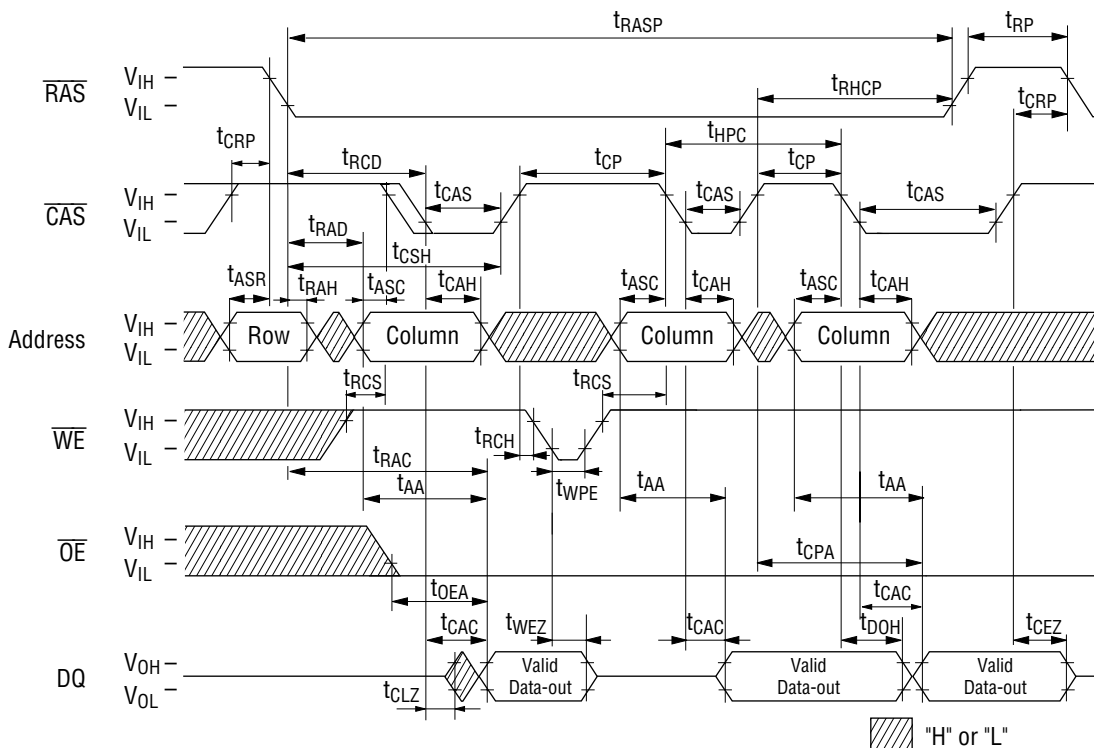 tRASP tRP
RAS VIH VIL tRHCP tCRP
tCRP tRCD tCP tHPC tCP
CAS VIH VIL tCAS tCAS tCAS
tRAD tCSH
tASR tRAH tASC tCAH tASC tCAH tASC tCAH
Address VIH VIL Row Column Column Column
tRCS tRCS
WE VIH VIL tRCH tWPE
tRAC
tAA tAA tAA
OE VIH VIL tCPA
tOEA tCAC
tCAC tWEZ tCAC tDOH tCEZ
DQ VOH VOL
Valid Data-out
Valid Data-out
Valid Data-out
tCLZ
"H" or "L"